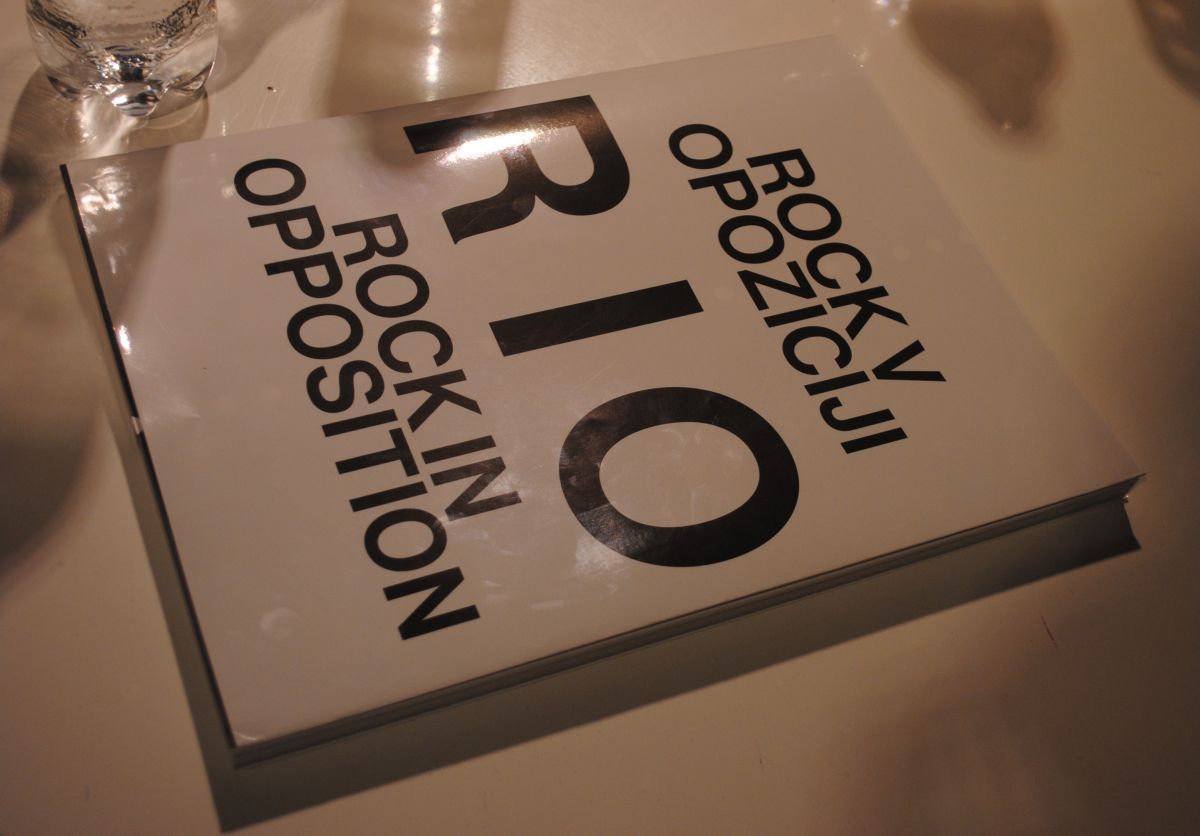 ROCK V
OPOZICIJI
RIO
ROCK IN
OPPOSITION